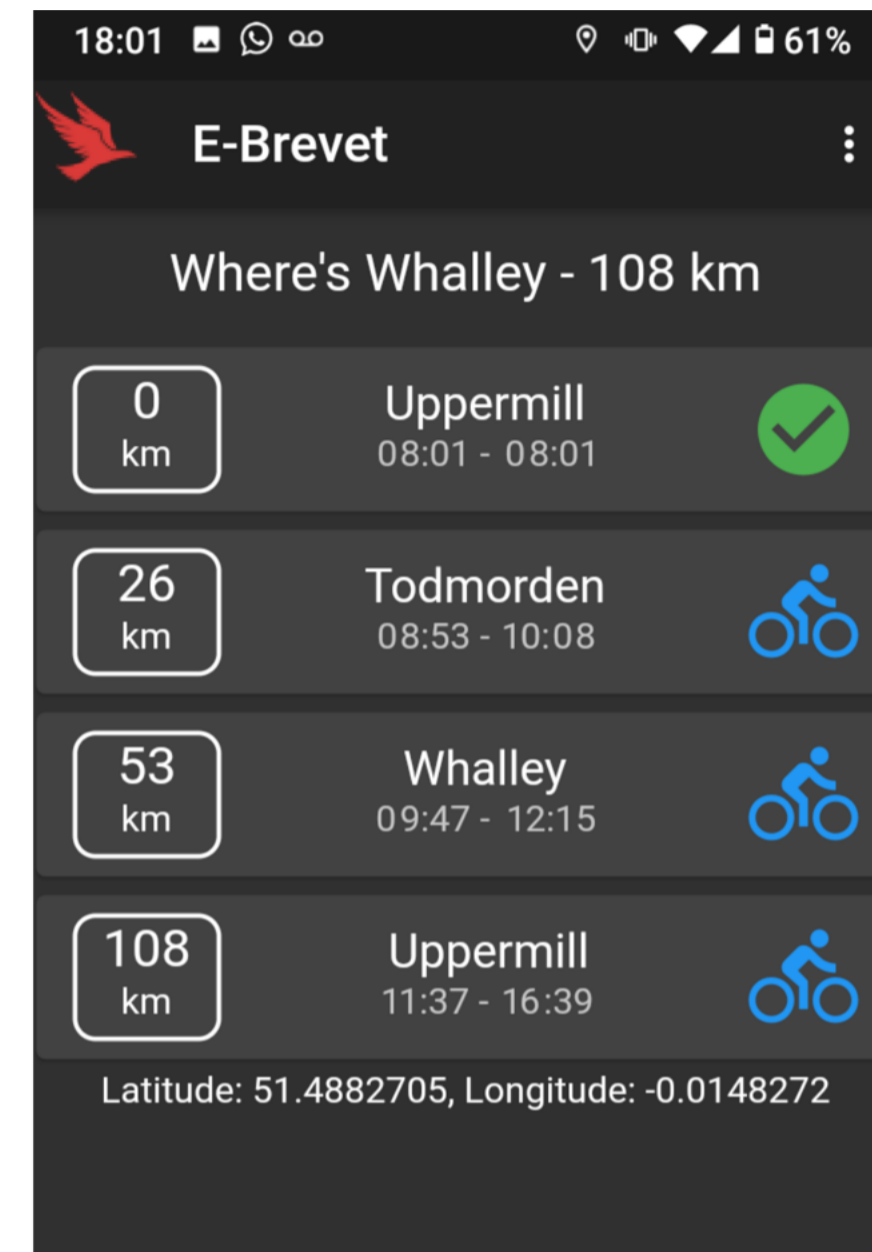 18:01 61%
E-Brevet
Where's Whalley - 108 km
0
km
Uppermill
08:01 - 08:01
26
km
Todmorden
08:53 - 10:08
53
km
Whalley
09:47 - 12:15
108
km
Uppermill
11:37 - 16:39
Latitude: 51.4882705, Longitude: -0.0148272